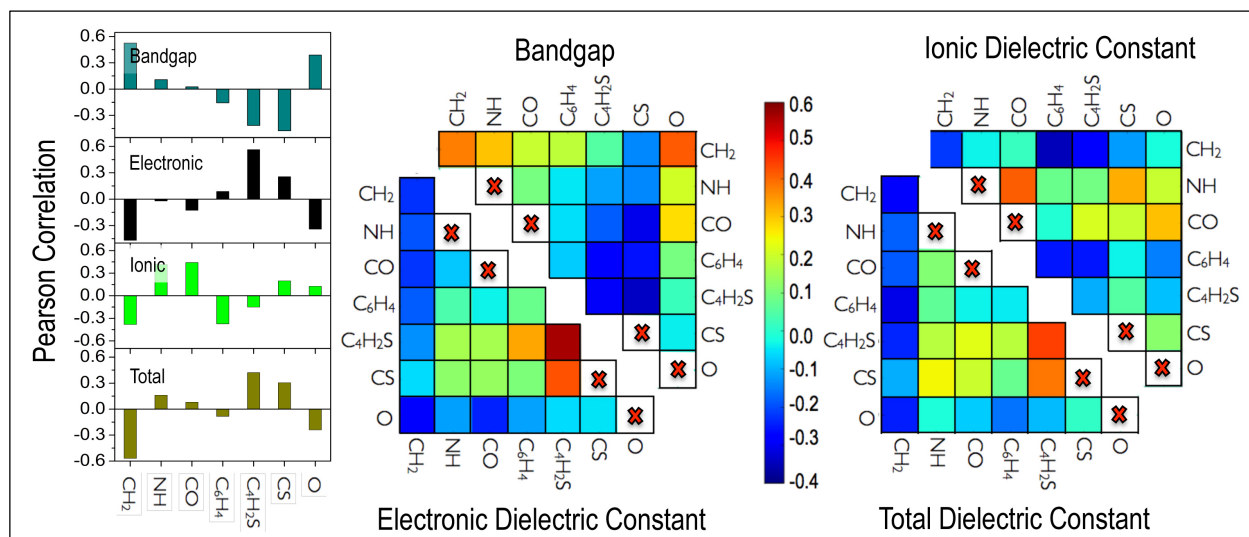 Pearson Correlation
0.6
0.3
0.0
-0.3
Bandgap
0.6
0.3
0.0
-0.3
Electronic
0.6
0.3
0.0
-0.3
-0.6
Ionic
0.6
0.3
0.0
-0.3
-0.6
Total
CH₂ NH CO C₆H₄ C₄H₂S CS O
Bandgap
CH₂ NH CO C₆H₄ C₄H₂S CS O
CH₂
NH
CO
C₆H₄
C₄H₂S
CS
O
CH₂
NH
CO
C₆H₄
C₄H₂S
CS
O
CH₂ NH CO C₆H₄ C₄H₂S CS O
Electronic Dielectric Constant
0.6
0.5
0.4
0.3
0.2
0.1
0.0
-0.1
-0.2
-0.3
-0.4
Ionic Dielectric Constant
CH₂ NH CO C₆H₄ C₄H₂S CS O
CH₂
NH
CO
C₆H₄
C₄H₂S
CS
O
CH₂
NH
CO
C₆H₄
C₄H₂S
CS
O
CH₂ NH CO C₆H₄ C₄H₂S CS O
Total Dielectric Constant